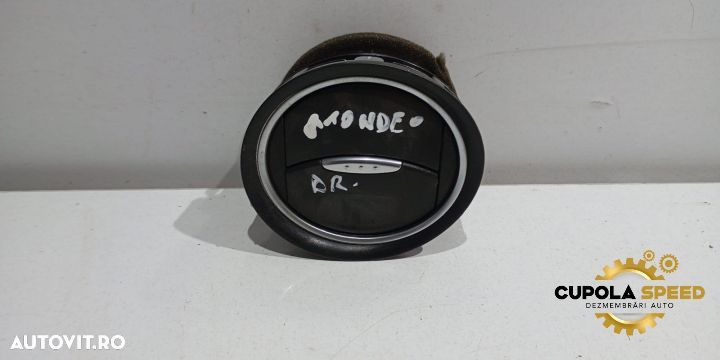 MONDEO
DR.
CUPOLA SPEED
DEZMEMBRĂRI AUTO
AUTOVIT.RO